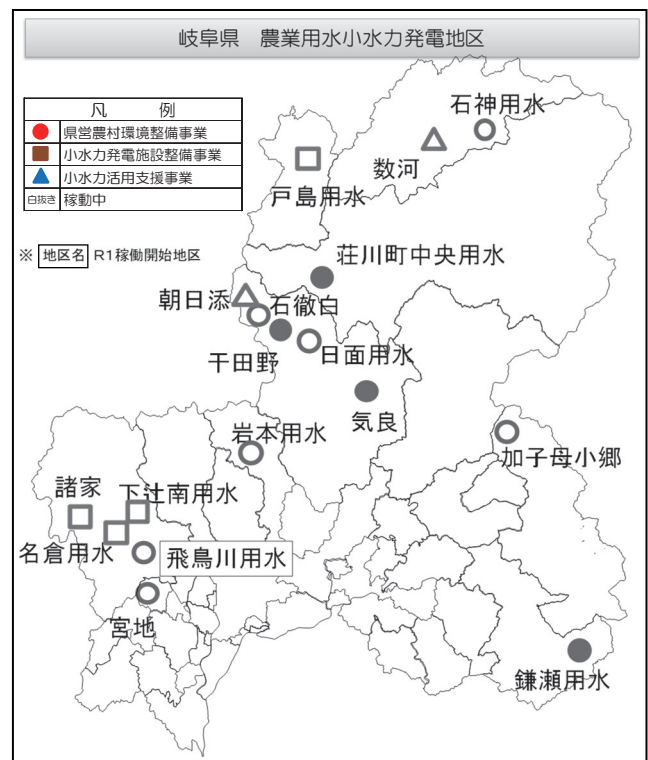 岐阜県　農業用水小水力発電地区
凡　例
県営農村環境整備事業
小水力発電施設整備事業
小水力活用支援事業
白抜き 稼動中
※ 地区名 R1稼働開始地区
石神用水
数河
戸島用水
荘川町中央用水
朝日添
石徹白
干田野
日面用水
気良
岩本用水
加子母小郷
諸家
下辻南用水
名倉用水
飛鳥川用水
宮地
鎌瀬用水